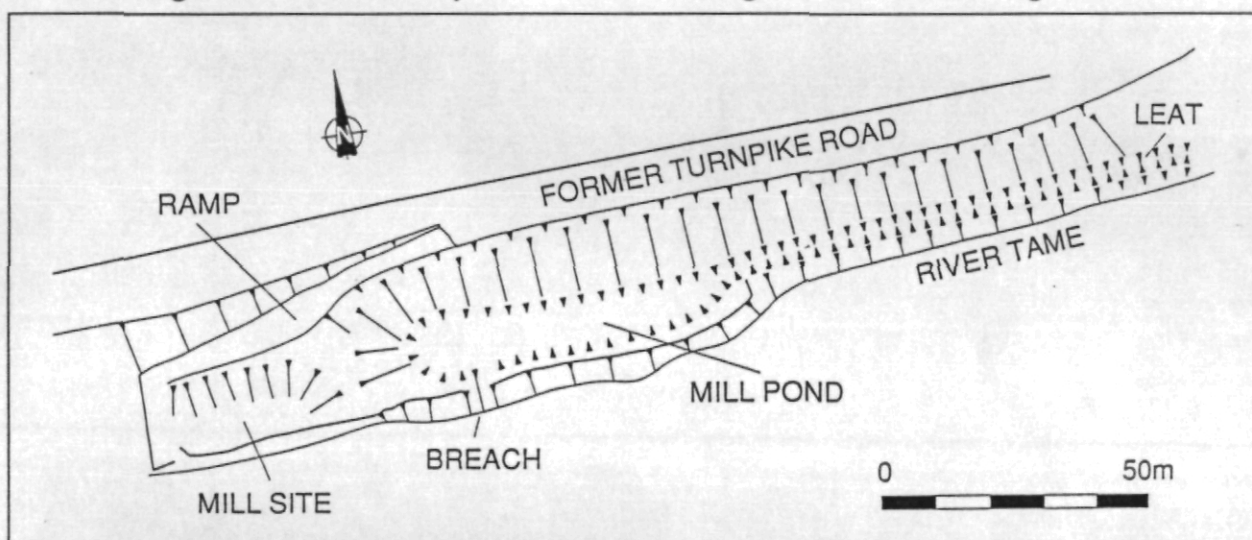 LEAT
FORMER TURNPIKE ROAD
N
RAMP
RIVER TAME
MILL POND
BREACH
0 50m
MILL SITE